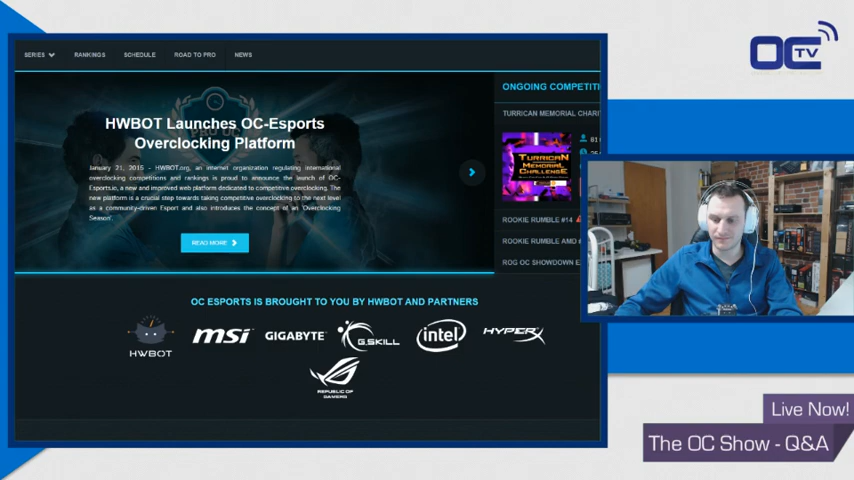 OC TV
SERIES
RANKINGS
SCHEDULE
ROAD TO PRO
NEWS
PRO OC
HWBOT Launches OC-Esports
Overclocking Platform
January 21, 2015 - HWBOT.org, an internet organization regulating international
overclocking competitions and rankings is proud to announce the launch of OC-
Esports.io, a new and improved web platform dedicated to competitive overclocking. The
new platform is a crucial step towards taking competitive overclocking to the next level
as a community-driven Esport and also introduces the concept of an 'Overclocking
Season'.
READ MORE
ONGOING COMPETITI
TURRICAN MEMORIAL CHARI
TURRICAN
MEMORIAL
CHALLENGE
81
ROOKIE RUMBLE #14
ROOKIE RUMBLE AMD
ROG OC SHOWDOWN
OC ESPORTS IS BROUGHT TO YOU BY HWBOT AND PARTNERS
HWBOT
msi
GIGABYTE
G.SKILL
intel
HYPERX
REPUBLIC OF
GAMERS
Live Now!
The OC Show - Q&A